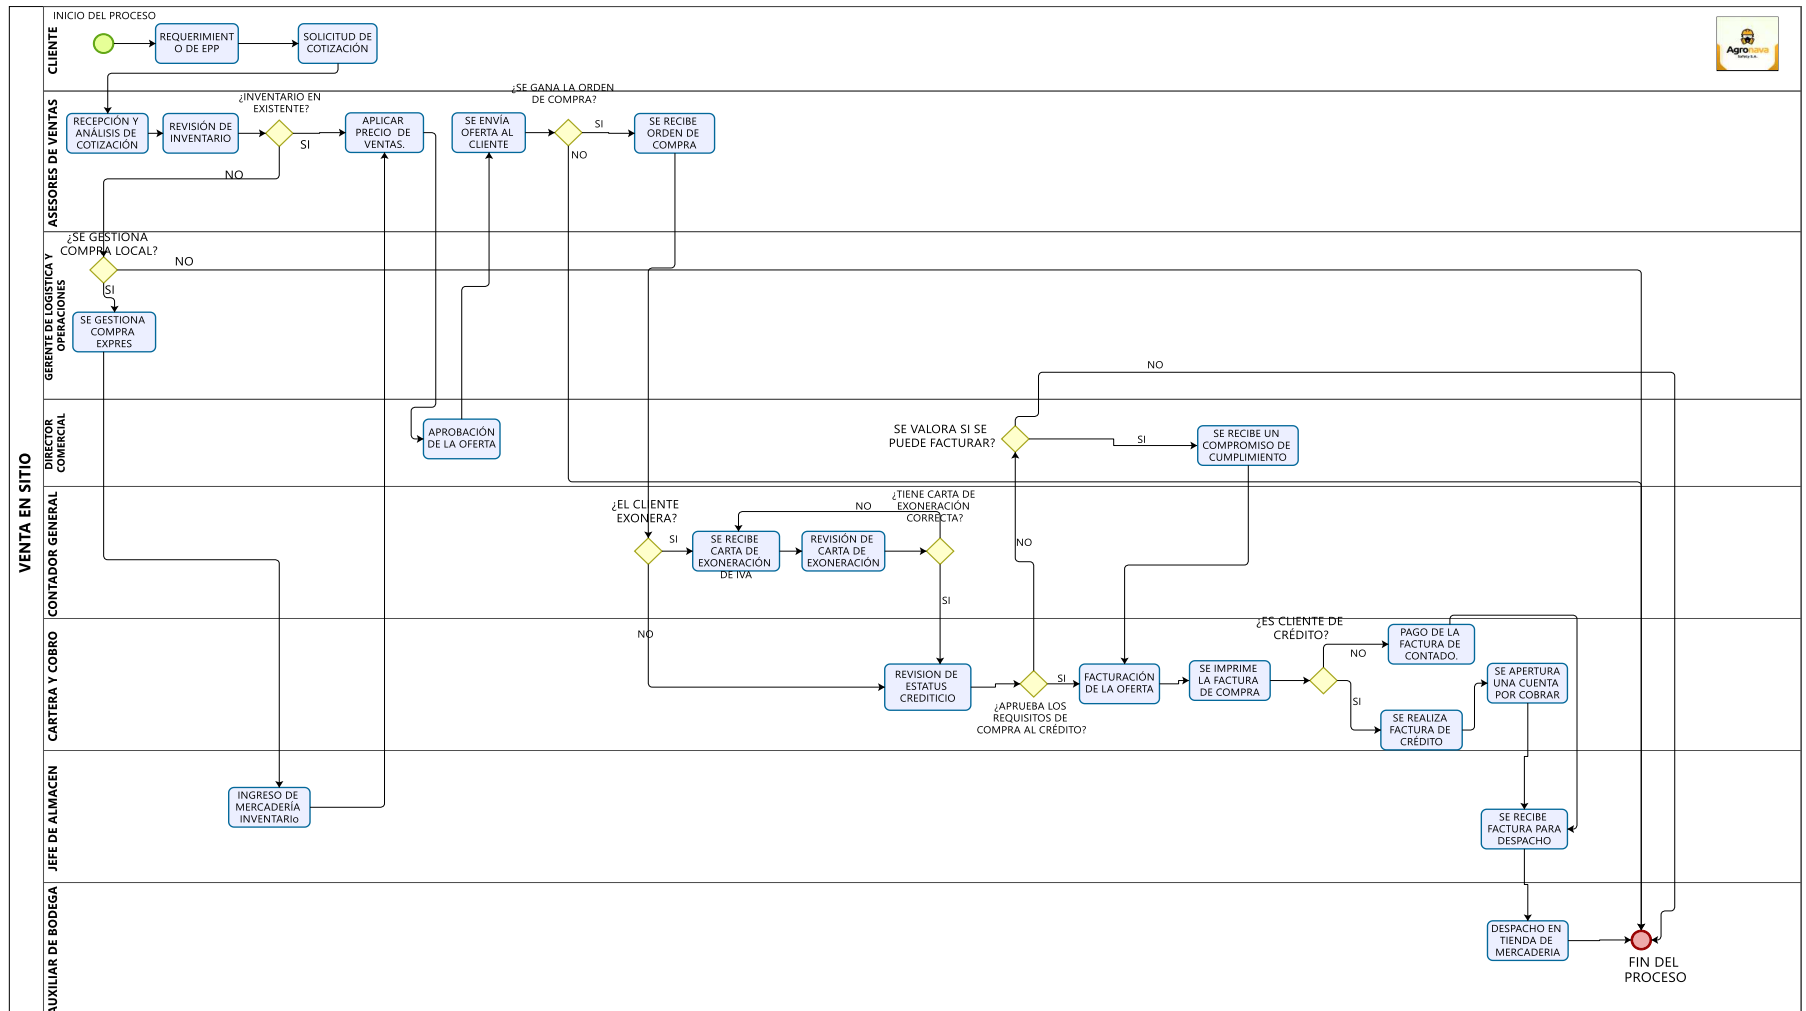 VENTA EN SITIO
CLIENTE
INICIO DEL PROCESO
REQUERIMIENT
O DE EPP
SOLICITUD DE
COTIZACIÓN
Agronava
Safety S.H.
ASESORES DE VENTAS
RECEPCIÓN Y
ANÁLISIS DE
COTIZACIÓN
REVISIÓN DE
INVENTARIO
¿INVENTARIO EN
EXISTENTE?
SI
NO
APLICAR
PRECIO DE
VENTAS.
SE ENVÍA
OFERTA AL
CLIENTE
¿SE GANA LA ORDEN
DE COMPRA?
SI
NO
SE RECIBE
ORDEN DE
COMPRA
GERENTE DE LOGISTICA Y
OPERACIONES
¿SE GESTIONA
COMPRA LOCAL?
NO
SI
SE GESTIONA
COMPRA
EXPRES
DIRECTOR
COMERCIAL
APROBACIÓN
DE LA OFERTA
SE VALORA SI SE
PUEDE FACTURAR?
NO
SI
SE RECIBE UN
COMPROMISO DE
CUMPLIMIENTO
CONTADOR GENERAL
¿EL CLIENTE
EXONERA?
SI
NO
SE RECIBE
CARTA DE
EXONERACIÓN
DE IVA
REVISIÓN DE
CARTA DE
EXONERACIÓN
¿TIENE CARTA DE
EXONERACIÓN
CORRECTA?
NO
SI
NO
CARTERA Y COBRO
REVISION DE
ESTATUS
CREDITICIO
¿APRUEBA LOS
REQUISITOS DE
COMPRA AL CRÉDITO?
SI
FACTURACIÓN
DE LA OFERTA
SE IMPRIME
LA FACTURA
DE COMPRA
¿ES CLIENTE DE
CRÉDITO?
NO
SI
PAGO DE LA
FACTURA DE
CONTADO.
SE REALIZA
FACTURA DE
CRÉDITO
SE APERTURA
UNA CUENTA
POR COBRAR
JEFE DE ALMACEN
INGRESO DE
MERCADERÍA
INVENTARIo
SE RECIBE
FACTURA PARA
DESPACHO
AUXILIAR DE BODEGA
DESPACHO EN
TIENDA DE
MERCADERIA
FIN DEL
PROCESO